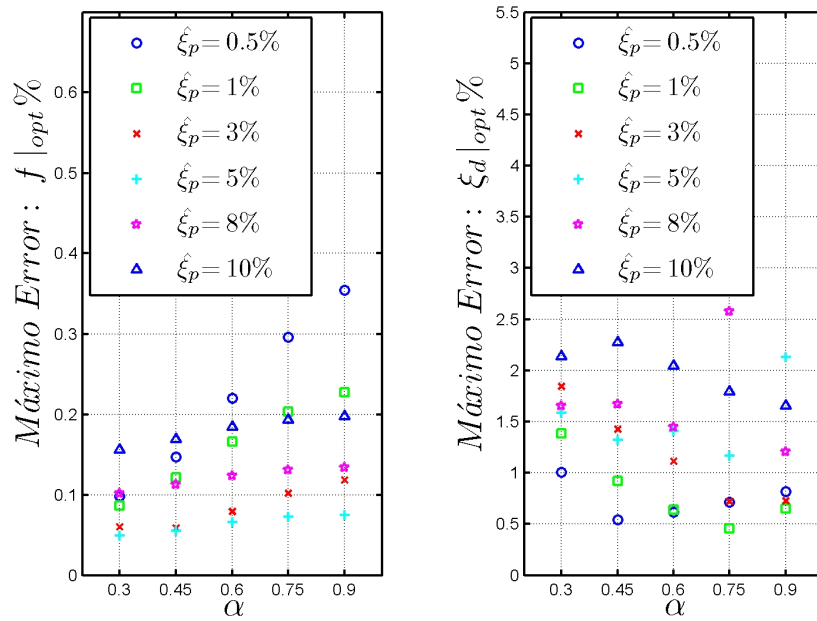 Máximo Error : f |opt%
0.6
0.5
0.4
0.3
0.2
0.1
0
ξ̂p = 0.5%
ξ̂p = 1%
ξ̂p = 3%
ξ̂p = 5%
ξ̂p = 8%
ξ̂p = 10%
0.3 0.45 0.6 0.75 0.9
α
Máximo Error : ξd |opt%
5.5
5
4.5
4
3.5
3
2.5
2
1.5
1
0.5
0
ξ̂p = 0.5%
ξ̂p = 1%
ξ̂p = 3%
ξ̂p = 5%
ξ̂p = 8%
ξ̂p = 10%
0.3 0.45 0.6 0.75 0.9
α